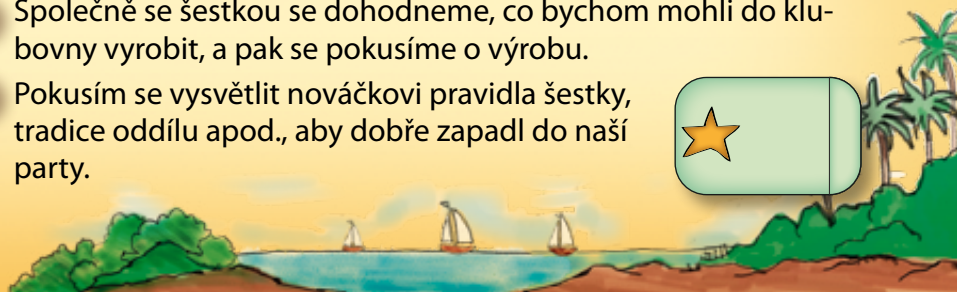 Společně se šestkou se dohodneme, co bychom mohli do klu-
bovny vyrobit, a pak se pokusíme o výrobu.
Pokusím se vysvětlit nováčkovi pravidla šestky,
tradice oddílu apod., aby dobře zapadl do naší
party.